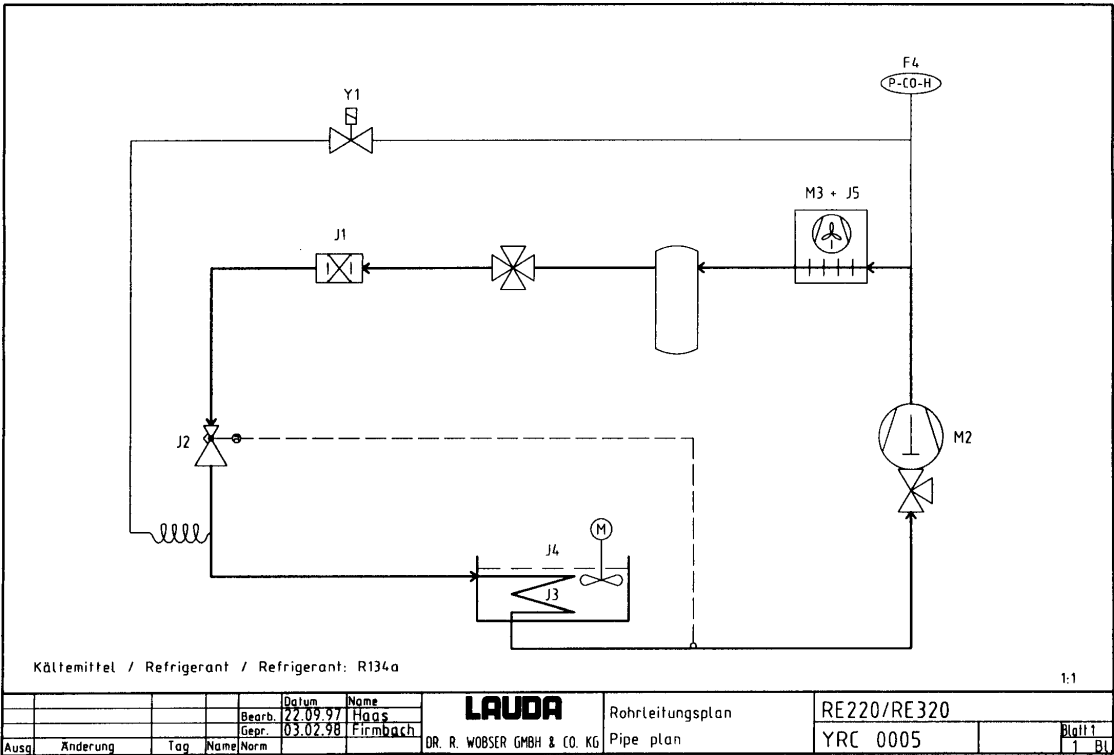 F4
P-CO-H
Y1
M3 + J5
J1
J2
M2
M
J4
J3
Kältemittel / Refrigerant / Refrigerant: R134a
1:1
Datum Name
Bearb. 22.09.97 Haas
Gepr. 03.02.98 Firmbach
Ausg Änderung Tag Name Norm
LAUDA
DR. R. WOBSER GMBH & CO. KG
Rohrleitungsplan
Pipe plan
RE220/RE320
YRC 0005
Blatt 1
1 Bl